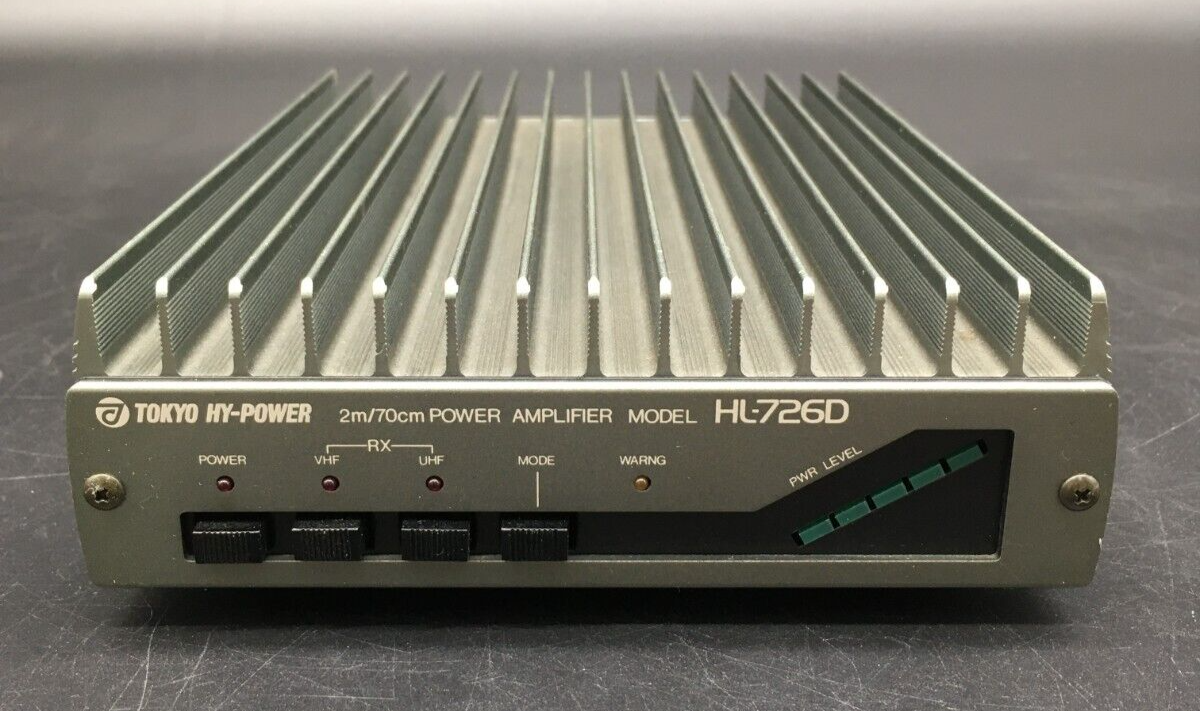 TOKYO HY-POWER 2m/70cm POWER AMPLIFIER MODEL HL-726D
RX
POWER VHF UHF MODE WARNG
PWR LEVEL